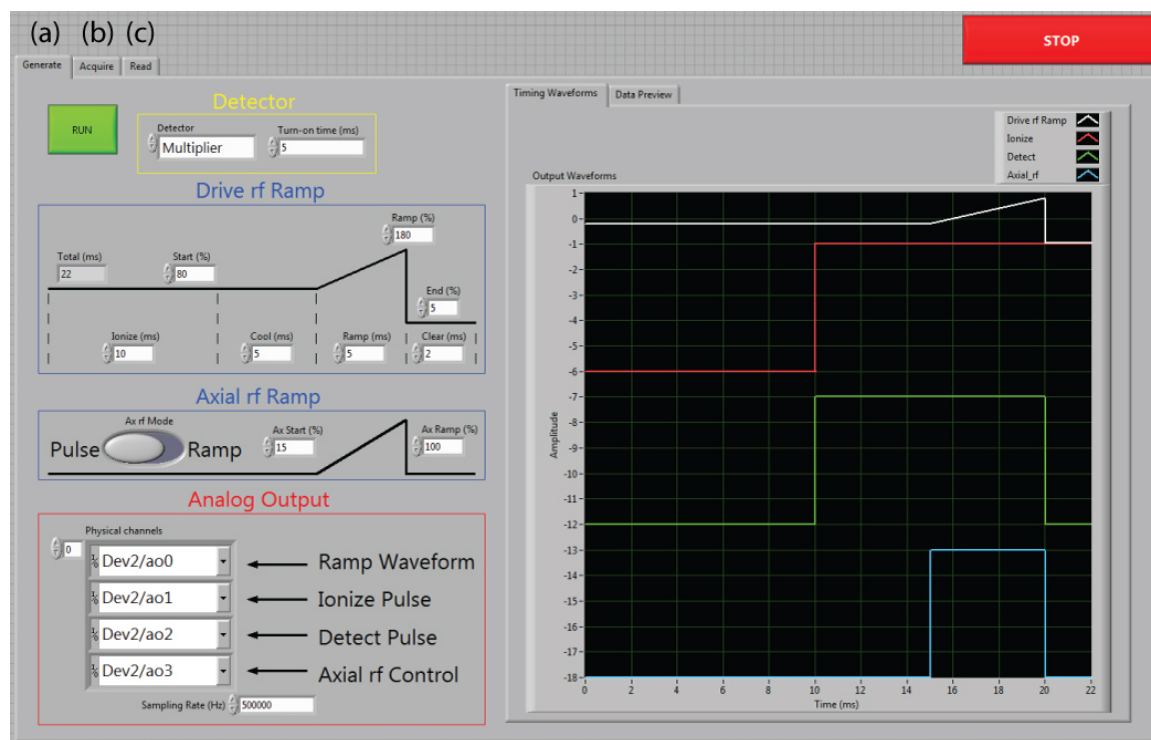 (a) (b) (c)
STOP
Generate Acquire Read
Timing Waveforms Data Preview
RUN
Detector
Detector Turn-on time (ms)
Multiplier 5
Drive rf Ramp
Ramp (%)
180
Total (ms) Start (%)
22 80
End (%)
5
Ionize (ms) Cool (ms) Ramp (ms) Clear (ms)
10 5 5 2
Axial rf Ramp
Ax rf Mode
Pulse Ramp
Ax Start (%) Ax Ramp (%)
15 100
Analog Output
Physical channels
0
Dev2/ao0 Ramp Waveform
Dev2/ao1 Ionize Pulse
Dev2/ao2 Detect Pulse
Dev2/ao3 Axial rf Control
Sampling Rate (Hz) 500000
Drive rf Ramp
Ionize
Detect
Axial_rf
Output Waveforms
Amplitude
1
0
-1
-2
-3
-4
-5
-6
-7
-8
-9
-10
-11
-12
-13
-14
-15
-16
-17
-18
0 2 4 6 8 10 12 14 16 18 20 22
Time (ms)